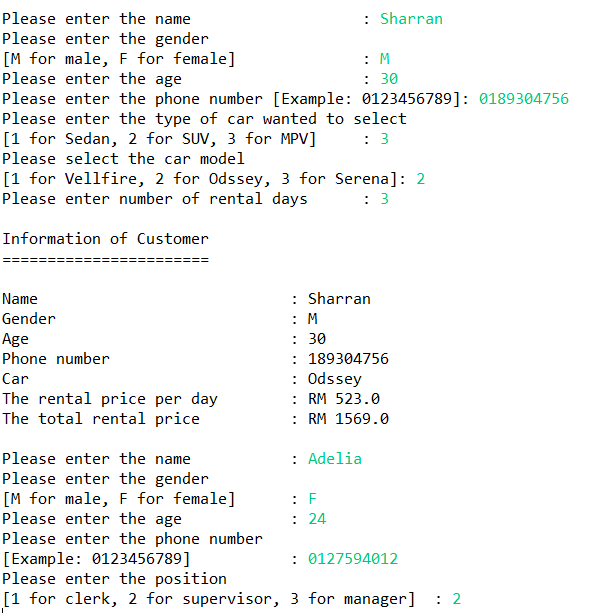 Please enter the name : Sharran
Please enter the gender
[M for male, F for female] : M
Please enter the age : 30
Please enter the phone number [Example: 0123456789]: 0189304756
Please enter the type of car wanted to select
[1 for Sedan, 2 for SUV, 3 for MPV] : 3
Please select the car model
[1 for Vellfire, 2 for Odssey, 3 for Serena]: 2
Please enter number of rental days : 3
Information of Customer
=======================
Name : Sharran
Gender : M
Age : 30
Phone number : 189304756
Car : Odssey
The rental price per day : RM 523.0
The total rental price : RM 1569.0
Please enter the name : Adelia
Please enter the gender
[M for male, F for female] : F
Please enter the age : 24
Please enter the phone number
[Example: 0123456789] : 0127594012
Please enter the position
[1 for clerk, 2 for supervisor, 3 for manager] : 2